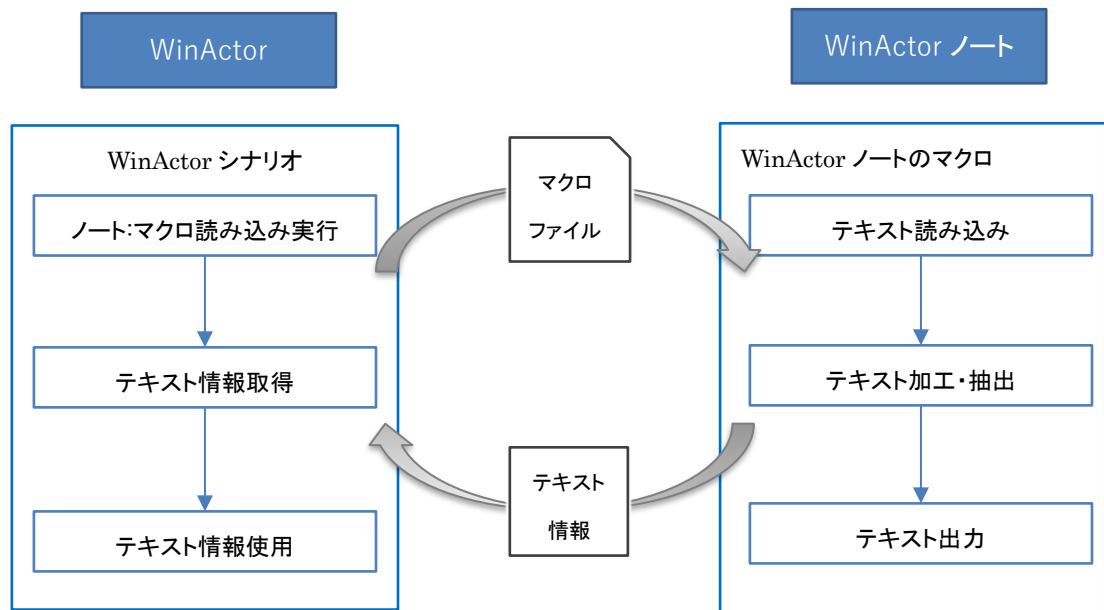 WinActor
WinActor ノート
WinActor シナリオ
ノート:マクロ読み込み実行
テキスト情報取得
テキスト情報使用
マクロ
ファイル
テキスト
情報
WinActor ノートのマクロ
テキスト読み込み
テキスト加工・抽出
テキスト出力